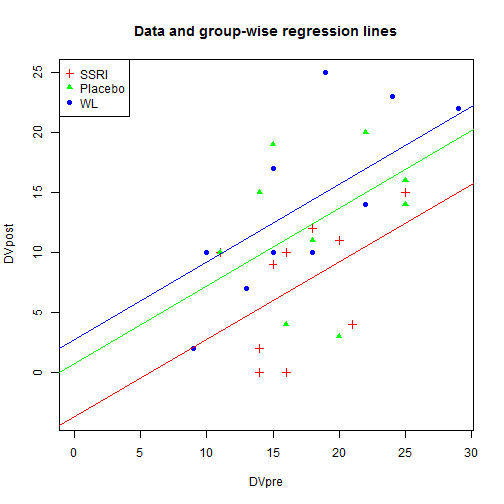 Data and group-wise regression lines
SSRI
Placebo
WL
DVpost
25
20
15
10
5
0
0 5 10 15 20 25 30
DVpre